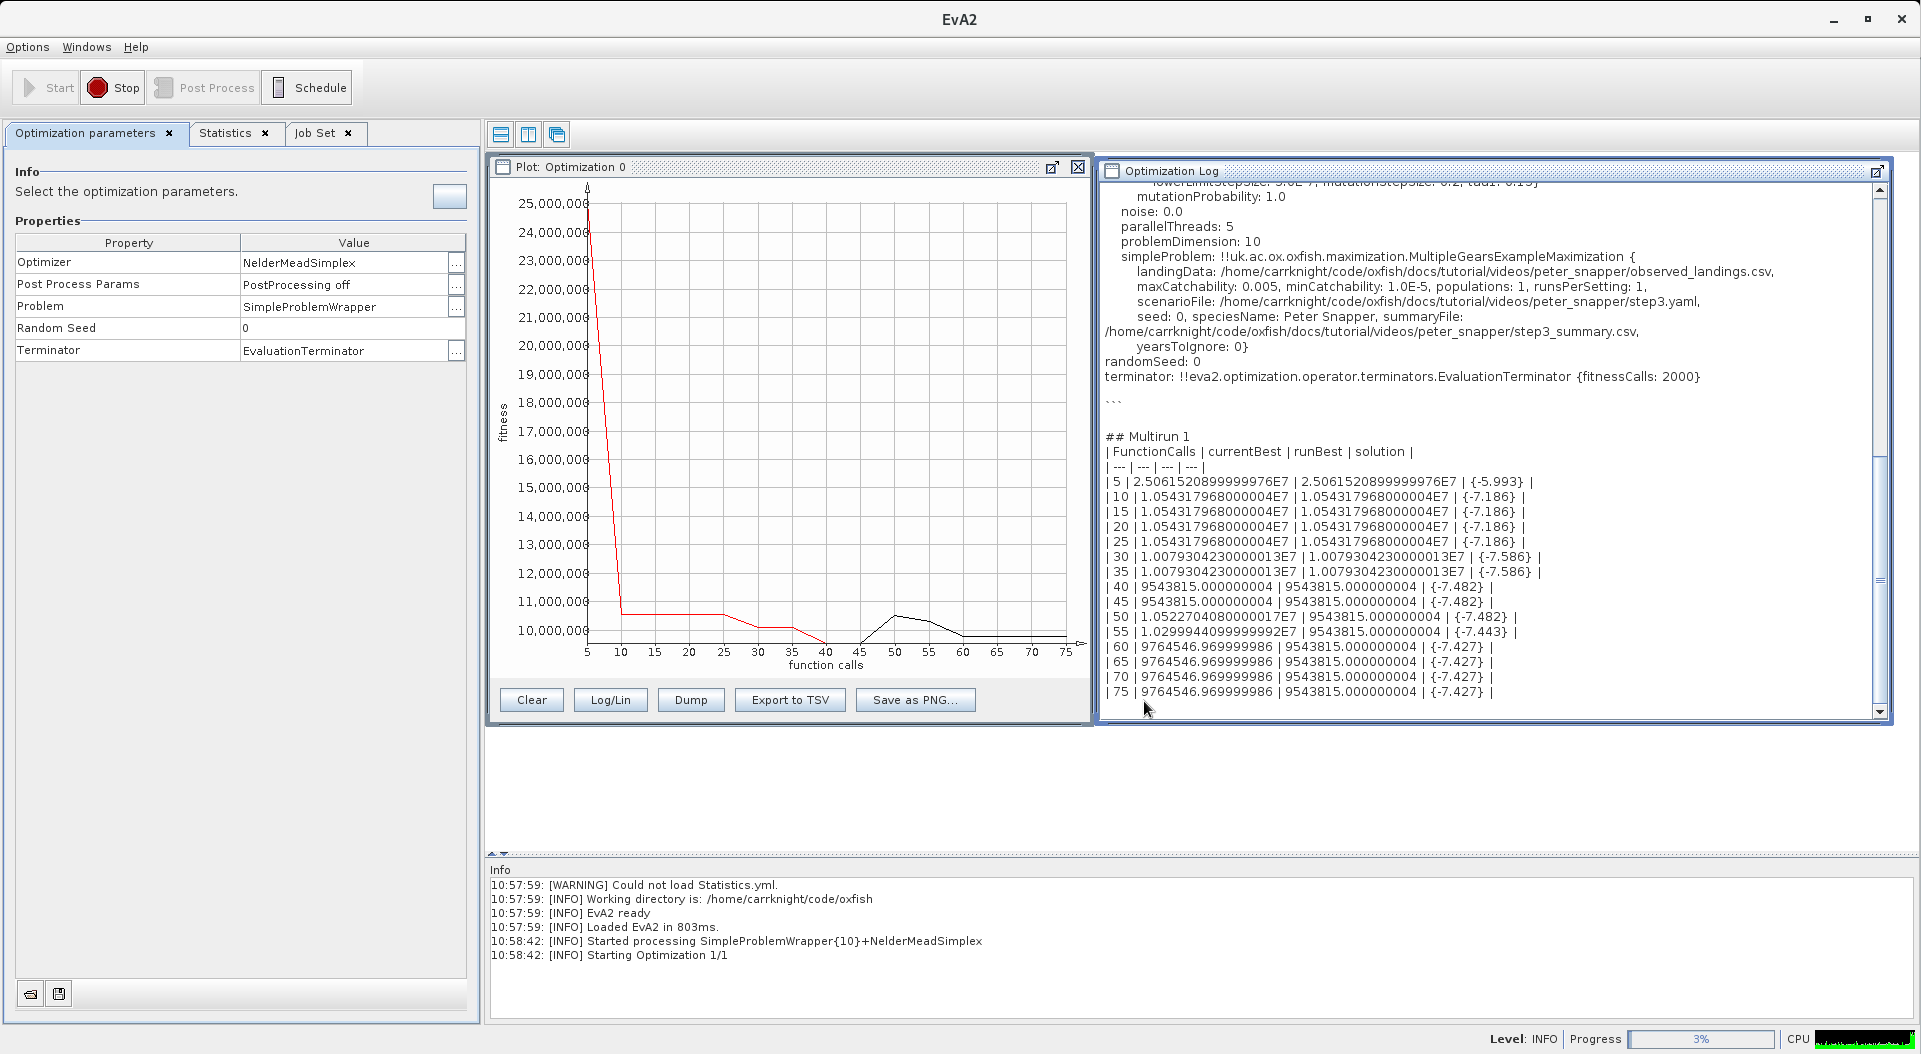 EvA2
Options Windows Help
Start Stop Post Process Schedule
Optimization parameters Statistics Job Set
Info
Select the optimization parameters.
Properties
Property Value
Optimizer NelderMeadSimplex ...
Post Process Params PostProcessing off ...
Problem SimpleProblemWrapper ...
Random Seed 0
Terminator EvaluationTerminator ...
Plot: Optimization 0
25,000,000
24,000,000
23,000,000
22,000,000
21,000,000
20,000,000
19,000,000
18,000,000
17,000,000
16,000,000
15,000,000
14,000,000
13,000,000
12,000,000
11,000,000
10,000,000
fitness
5 10 15 20 25 30 35 40 45 50 55 60 65 70 75
function calls
Clear Log/Lin Dump Export to TSV Save as PNG...
Optimization Log
lowerLimitStepSize: 5.0E-7, mutationStepSize: 0.2, tau1: 0.15}
mutationProbability: 1.0
noise: 0.0
parallelThreads: 5
problemDimension: 10
simpleProblem: !!uk.ac.ox.oxfish.maximization.MultipleGearsExampleMaximization {
landingData: /home/carrknight/code/oxfish/docs/tutorial/videos/peter_snapper/observed_landings.csv,
maxCatchability: 0.005, minCatchability: 1.0E-5, populations: 1, runsPerSetting: 1,
scenarioFile: /home/carrknight/code/oxfish/docs/tutorial/videos/peter_snapper/step3.yaml,
seed: 0, speciesName: Peter Snapper, summaryFile:
/home/carrknight/code/oxfish/docs/tutorial/videos/peter_snapper/step3_summary.csv,
yearsToIgnore: 0}
randomSeed: 0
terminator: !!eva2.optimization.operator.terminators.EvaluationTerminator {fitnessCalls: 2000}
```
## Multirun 1
| FunctionCalls | currentBest | runBest | solution |
| --- | --- | --- | --- |
| 5 | 2.5061520899999976E7 | 2.5061520899999976E7 | {-5.993} |
| 10 | 1.054317968000004E7 | 1.054317968000004E7 | {-7.186} |
| 15 | 1.054317968000004E7 | 1.054317968000004E7 | {-7.186} |
| 20 | 1.054317968000004E7 | 1.054317968000004E7 | {-7.186} |
| 25 | 1.054317968000004E7 | 1.054317968000004E7 | {-7.186} |
| 30 | 1.0079304230000013E7 | 1.0079304230000013E7 | {-7.586} |
| 35 | 1.0079304230000013E7 | 1.0079304230000013E7 | {-7.586} |
| 40 | 9543815.000000004 | 9543815.000000004 | {-7.482} |
| 45 | 9543815.000000004 | 9543815.000000004 | {-7.482} |
| 50 | 1.0522704080000017E7 | 9543815.000000004 | {-7.482} |
| 55 | 1.0299944099999992E7 | 9543815.000000004 | {-7.443} |
| 60 | 9764546.969999986 | 9543815.000000004 | {-7.427} |
| 65 | 9764546.969999986 | 9543815.000000004 | {-7.427} |
| 70 | 9764546.969999986 | 9543815.000000004 | {-7.427} |
| 75 | 9764546.969999986 | 9543815.000000004 | {-7.427} |
Info
10:57:59: [WARNING] Could not load Statistics.yml.
10:57:59: [INFO] Working directory is: /home/carrknight/code/oxfish
10:57:59: [INFO] EvA2 ready
10:57:59: [INFO] Loaded EvA2 in 803ms.
10:58:42: [INFO] Started processing SimpleProblemWrapper{10}+NelderMeadSimplex
10:58:42: [INFO] Starting Optimization 1/1
Level: INFO Progress 3% CPU